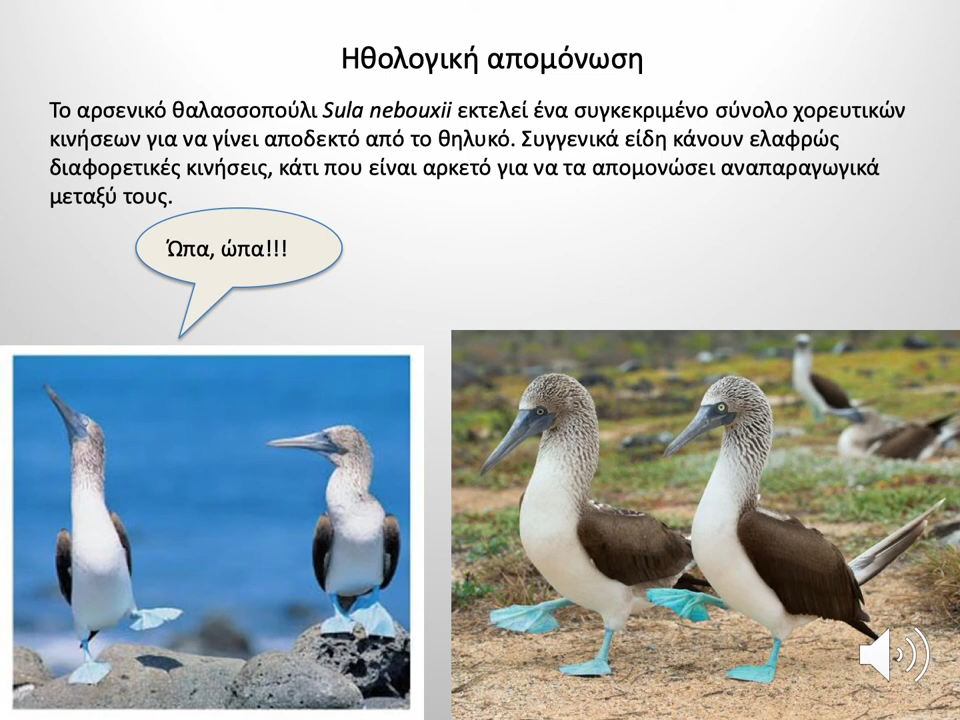 Ηθολογική απομόνωση
Το αρσενικό θαλασσοπούλι Sula nebouxii εκτελεί ένα συγκεκριμένο σύνολο χορευτικών
κινήσεων για να γίνει αποδεκτό από το θηλυκό. Συγγενικά είδη κάνουν ελαφρώς
διαφορετικές κινήσεις, κάτι που είναι αρκετό για να τα απομονώσει αναπαραγωγικά
μεταξύ τους.
Ώπα, ώπα!!!